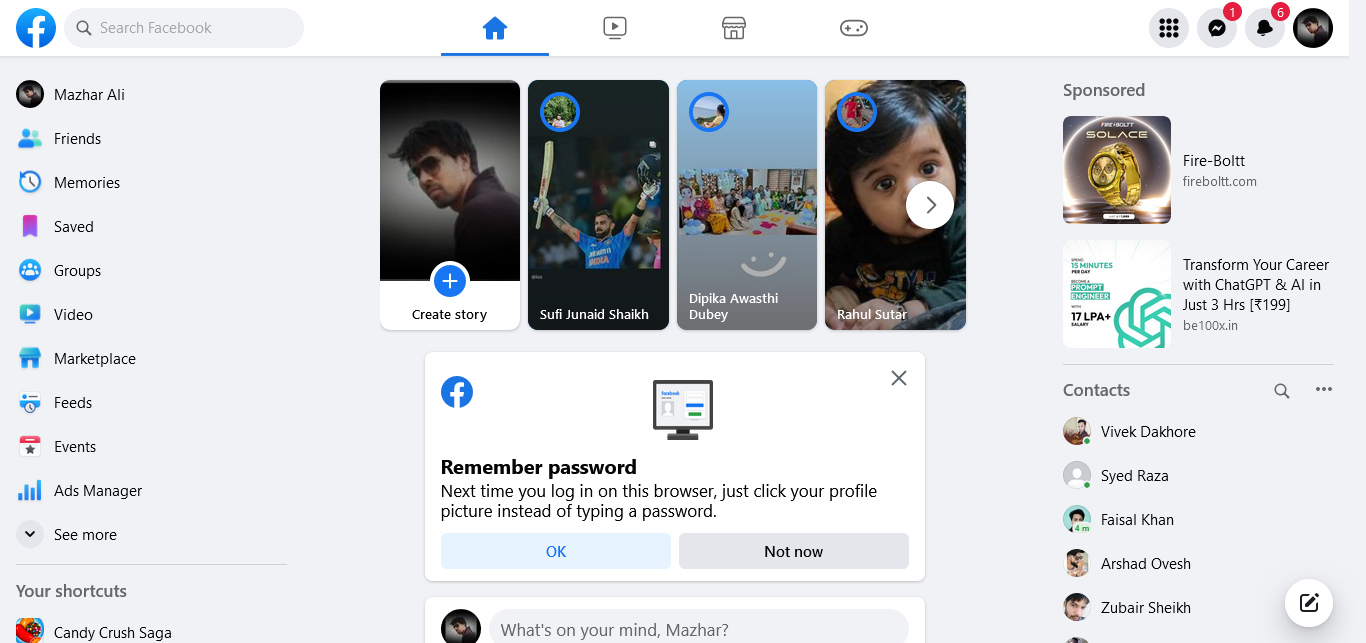 Search Facebook
1
6
Mazhar Ali
Friends
Memories
Saved
Groups
Video
Marketplace
Feeds
Events
Ads Manager
See more
Your shortcuts
Candy Crush Saga
Create story
INDIA
Sufi Junaid Shaikh
Dipika Awasthi
Dubey
Rahul Sutar
facebook
Remember password
Next time you log in on this browser, just click your profile
picture instead of typing a password.
OK
Not now
What's on your mind, Mazhar?
Sponsored
FIRE-BOLTT
SOLACE
Fire-Boltt
fireboltt.com
SPEND
15 MINUTES
PER DAY
BECOME A
PROMPT
ENGINEER
WITH
17 LPA+
SALARY
Transform Your Career
with ChatGPT & AI in
Just 3 Hrs [₹199]
be100x.in
Contacts
Vivek Dakhore
Syed Raza
4 m
Faisal Khan
Arshad Ovesh
Zubair Sheikh